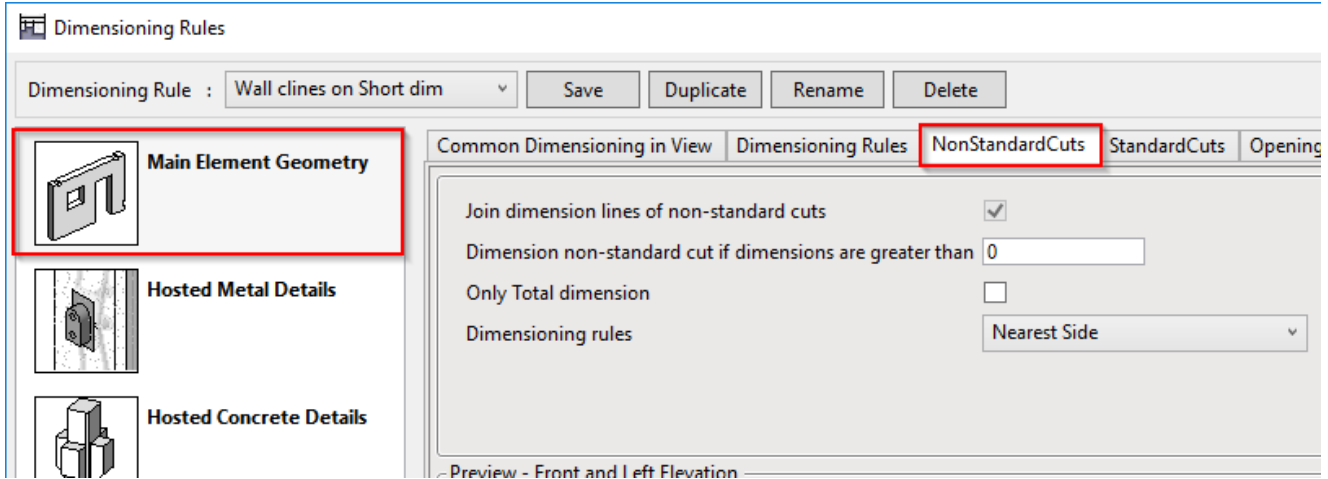 Dimensioning Rules
Dimensioning Rule : Wall clines on Short dim Save Duplicate Rename Delete
Main Element Geometry
Hosted Metal Details
Hosted Concrete Details
Common Dimensioning in View Dimensioning Rules NonStandardCuts StandardCuts Opening
Join dimension lines of non-standard cuts
Dimension non-standard cut if dimensions are greater than 0
Only Total dimension
Dimensioning rules Nearest Side
Preview - Front and Left Elevation